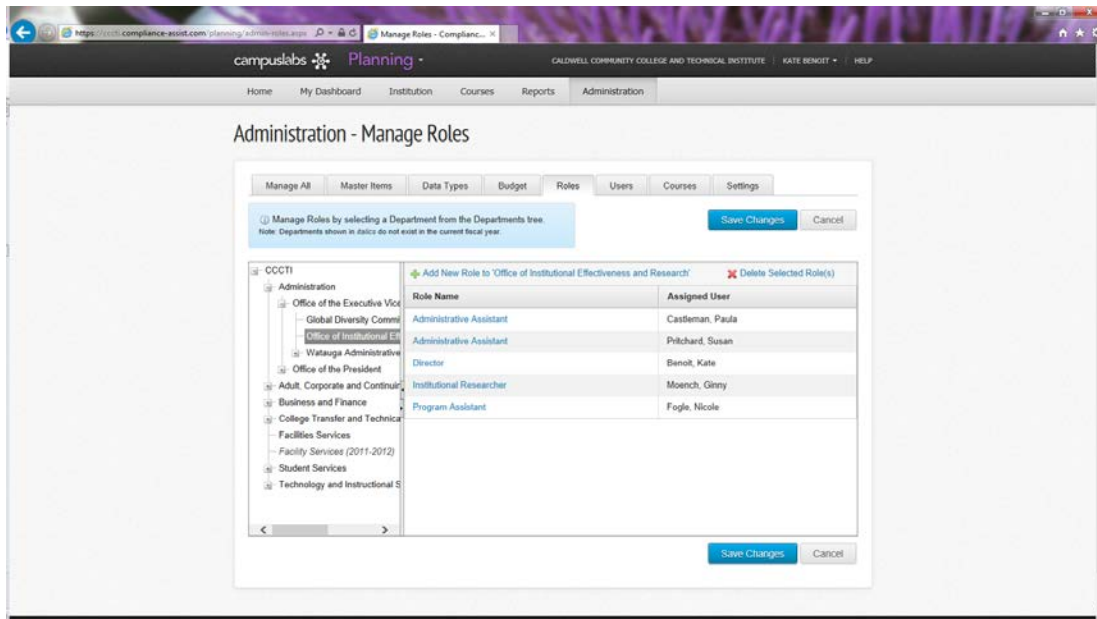 https://cccti.compliance-assist.com/planning/admin-roles.aspx
Manage Roles - Complianc...
campuslabs Planning
CALDWELL COMMUNITY COLLEGE AND TECHNICAL INSTITUTE | KATE BENOIT | HELP
Home My Dashboard Institution Courses Reports Administration
Administration - Manage Roles
Manage All Master Items Data Types Budget Roles Users Courses Settings
Manage Roles by selecting a Department from the Departments tree.
Note: Departments shown in italics do not exist in the current fiscal year.
Save Changes Cancel
CCCTI
Administration
Office of the Executive Vice
Global Diversity Commi
Office of Institutional Eff
Watauga Administrative
Office of the President
Adult, Corporate and Continuin
Business and Finance
College Transfer and Technica
Facilities Services
Facility Services (2011-2012)
Student Services
Technology and Instructional S
Add New Role to 'Office of Institutional Effectiveness and Research' Delete Selected Role(s)
Role Name Assigned User
Administrative Assistant Castleman, Paula
Administrative Assistant Pritchard, Susan
Director Benoit, Kate
Institutional Researcher Moench, Ginny
Program Assistant Fogle, Nicole
Save Changes Cancel